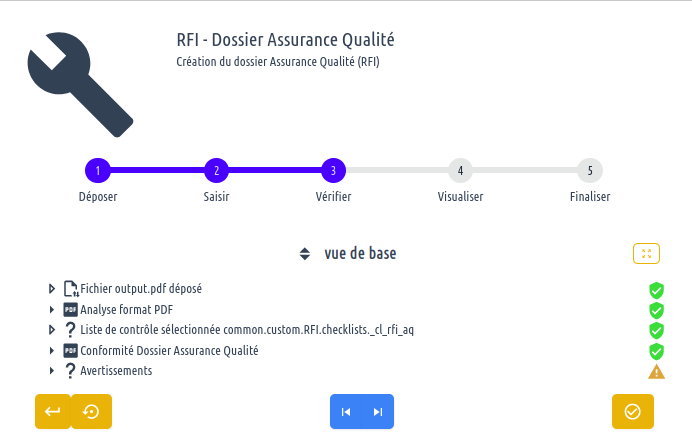 RFI - Dossier Assurance Qualité
Création du dossier Assurance Qualité (RFI)
1 2 3 4 5
Déposer Saisir Vérifier Visualiser Finaliser
vue de base
Fichier output.pdf déposé
PDF Analyse format PDF
? Liste de contrôle sélectionnée common.custom.RFI.checklists._cl_rfi_aq
PDF Conformité Dossier Assurance Qualité
? Avertissements